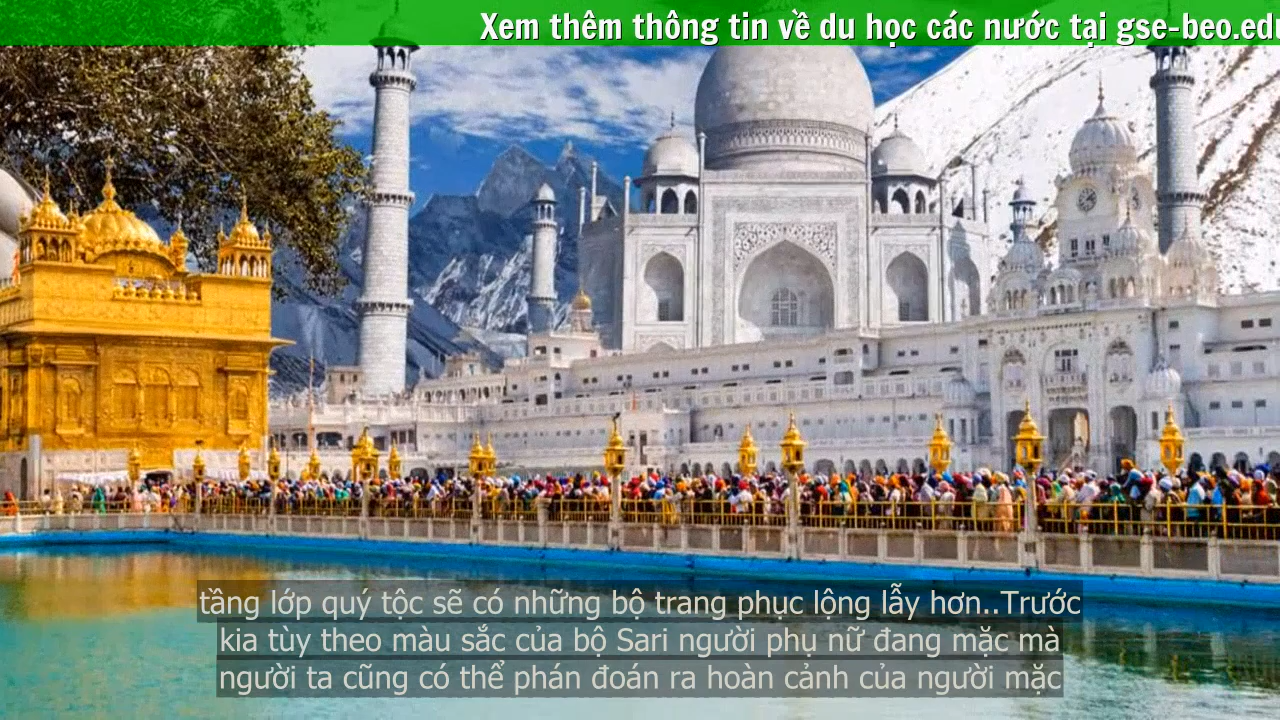 Xem thêm thông tin về du học các nước tại gse-beo.edu
tầng lớp quý tộc sẽ có những bộ trang phục lộng lẫy hơn..Trước
kia tùy theo màu sắc của bộ Sari người phụ nữ đang mặc mà
người ta cũng có thể phán đoán ra hoàn cảnh của người mặc